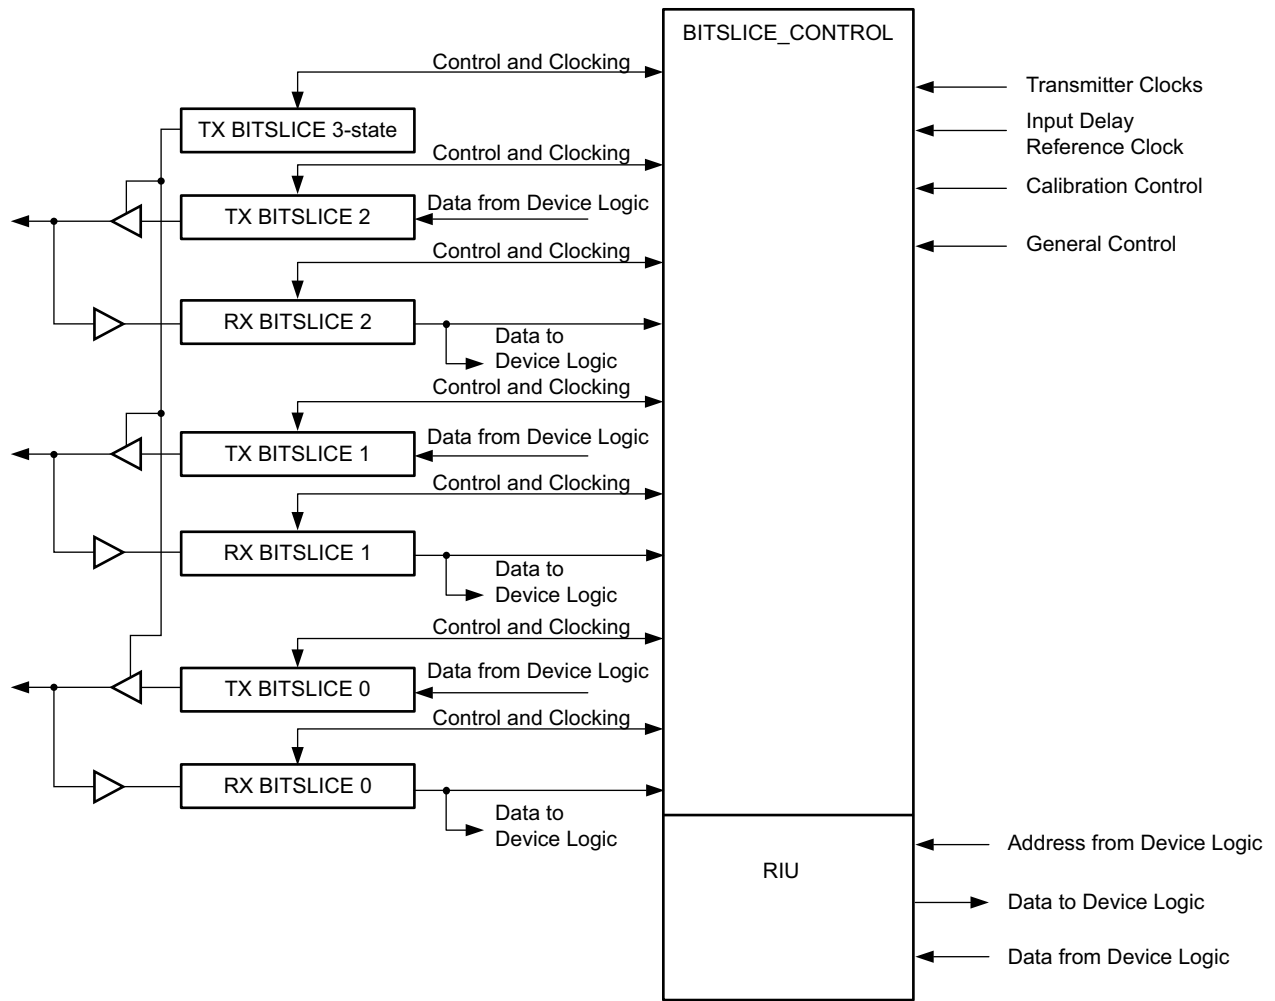 BITSLICE_CONTROL
Control and Clocking
TX BITSLICE 3-state
Control and Clocking
TX BITSLICE 2
Data from Device Logic
Control and Clocking
RX BITSLICE 2
Data to
Device Logic
Control and Clocking
TX BITSLICE 1
Data from Device Logic
Control and Clocking
RX BITSLICE 1
Data to
Device Logic
Control and Clocking
TX BITSLICE 0
Data from Device Logic
Control and Clocking
RX BITSLICE 0
Data to
Device Logic
Transmitter Clocks
Input Delay
Reference Clock
Calibration Control
General Control
RIU
Address from Device Logic
Data to Device Logic
Data from Device Logic